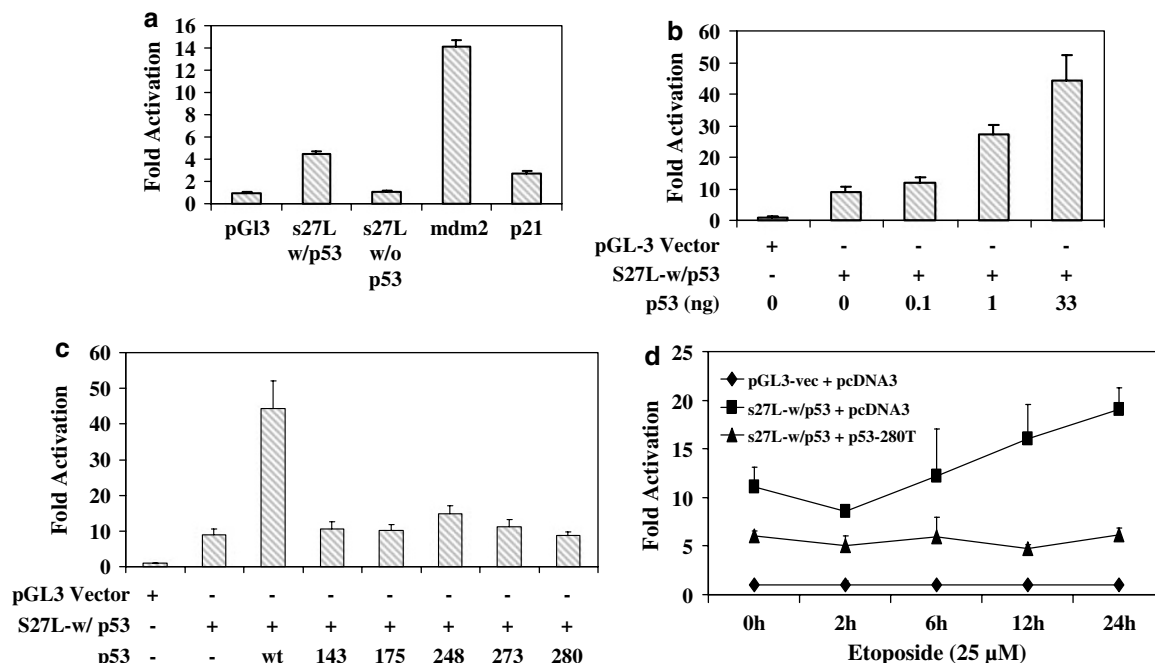 a
Fold Activation
16
14
12
10
8
6
4
2
0
pGl3 s27L w/p53 s27L w/o p53 mdm2 p21
b
Fold Activation
60
50
40
30
20
10
0
pGL-3 Vector + - - - -
S27L-w/p53 - + + + +
p53 (ng) 0 0 0.1 1 33
c
Fold Activation
60
50
40
30
20
10
0
pGL3 Vector + - - - - - - -
S27L-w/ p53 - + + + + + + +
p53 - - wt 143 175 248 273 280
d
Fold Activation
25
20
15
10
5
0
pGL3-vec + pcDNA3
s27L-w/p53 + pcDNA3
s27L-w/p53 + p53-280T
0h 2h 6h 12h 24h
Etoposide (25 µM)